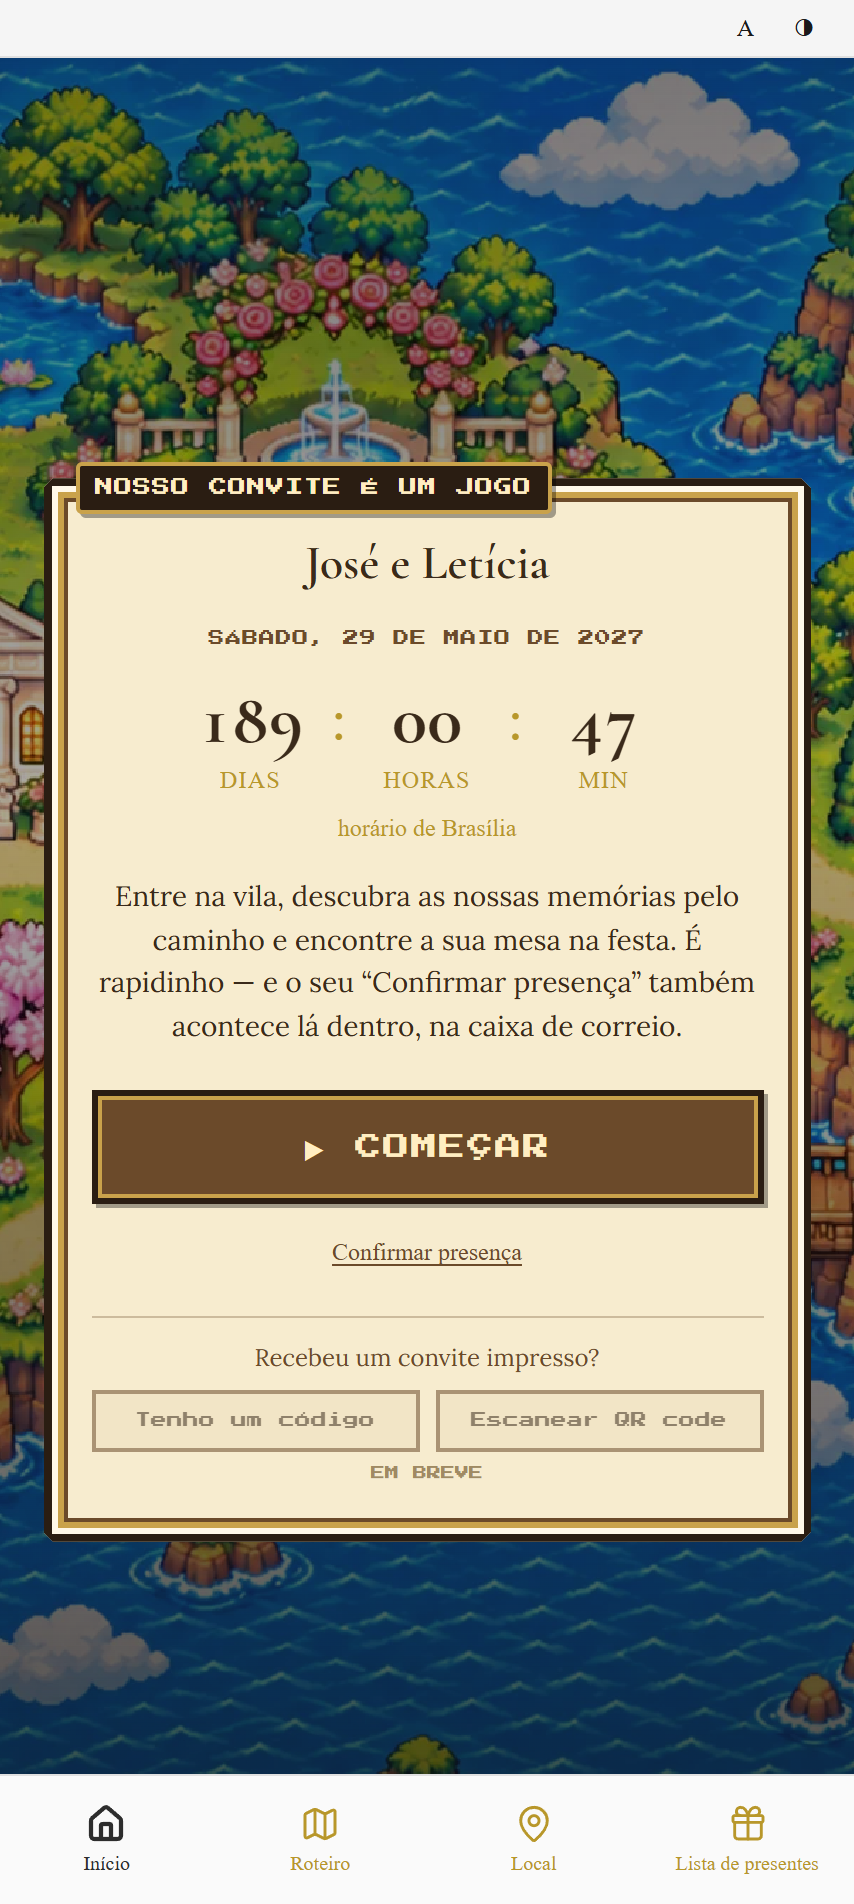 A
NOSSO CONVITE É UM JOGO
José e Letícia
SÁBADO, 29 DE MAIO DE 2027
189 : 00 : 47
DIAS HORAS MIN
horário de Brasília
Entre na vila, descubra as nossas memórias pelo
caminho e encontre a sua mesa na festa. É
rapidinho — e o seu “Confirmar presença” também
acontece lá dentro, na caixa de correio.
▶ COMEÇAR
Confirmar presença
Recebeu um convite impresso?
Tenho um código Escanear QR code
EM BREVE
Início Roteiro Local Lista de presentes